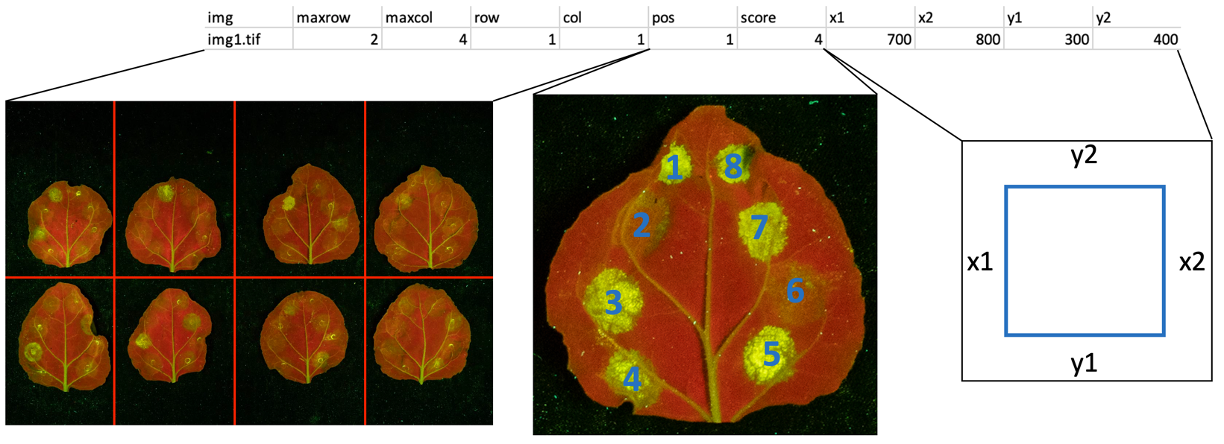 img maxrow maxcol row col pos score x1 x2 y1 y2
img1.tif 2 4 1 1 1 4 700 800 300 400
1 8
2 7
3 6
4 5
y2
x1 x2
y1